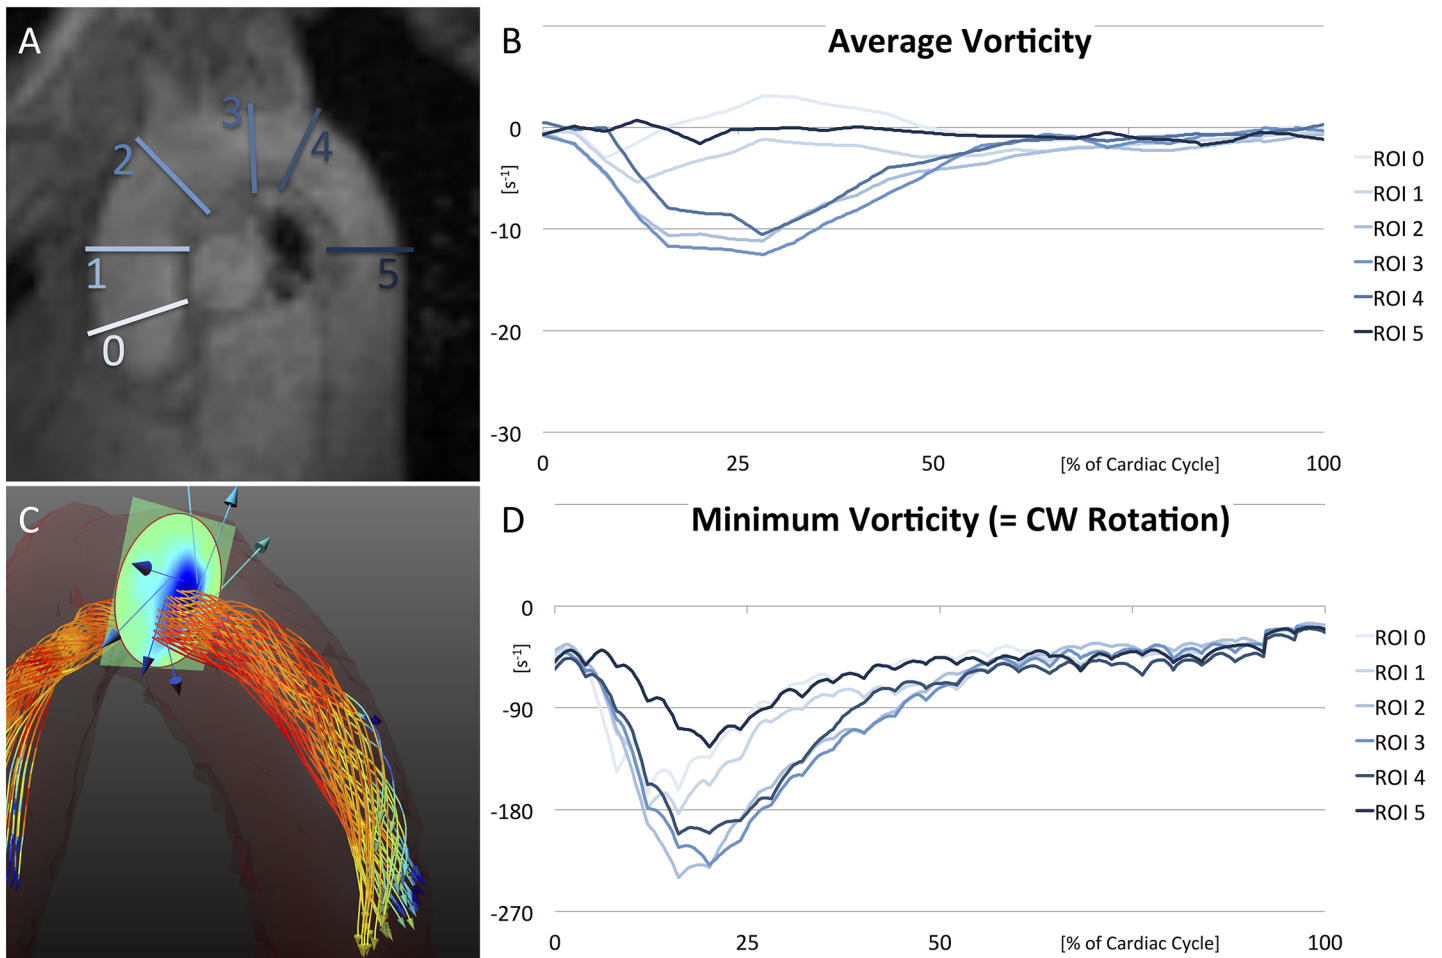 A
3
4
2
1
5
0
B
Average Vorticity
0
-10
-20
-30
[s⁻¹]
0
25
50
[% of Cardiac Cycle]
100
ROI 0
ROI 1
ROI 2
ROI 3
ROI 4
ROI 5
C
D
Minimum Vorticity (= CW Rotation)
0
-90
-180
-270
[s⁻¹]
0
25
50
[% of Cardiac Cycle]
100
ROI 0
ROI 1
ROI 2
ROI 3
ROI 4
ROI 5